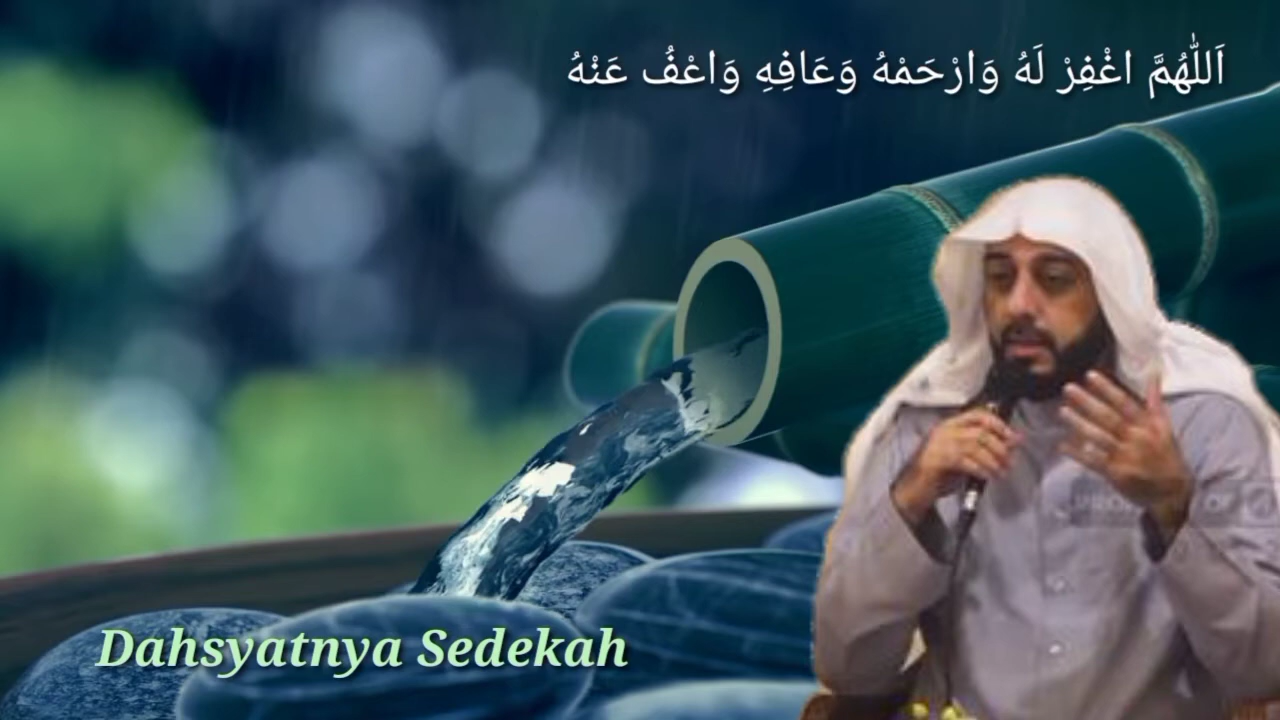 اَللّٰهُمَّ اغْفِرْ لَهُ وَارْحَمْهُ وَعَافِهِ وَاعْفُ عَنْهُ
Dahsyatnya Sedekah